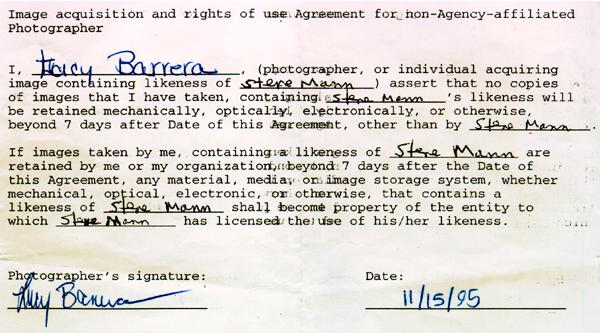 Image acquisition and rights of use Agreement for non-Agency-affiliated
Photographer
I, Tracy Barrera, (photographer, or individual acquiring
image containing likeness of Steve Mann) assert that no copies
of images that I have taken, containing Steve Mann's likeness will
be retained mechanically, optically, electronically, or otherwise,
beyond 7 days after Date of this Agreement, other than by Steve Mann.
If images taken by me, containing a likeness of Steve Mann are
retained by me or my organization, beyond 7 days after the Date of
this Agreement, any material, media, or image storage system, whether
mechanical, optical, electronic, or otherwise, that contains a
likeness of Steve Mann shall become property of the entity to
which Steve Mann has licensed the use of his/her likeness.
Photographer's signature: Date:
Tracy Barrera 11/15/95